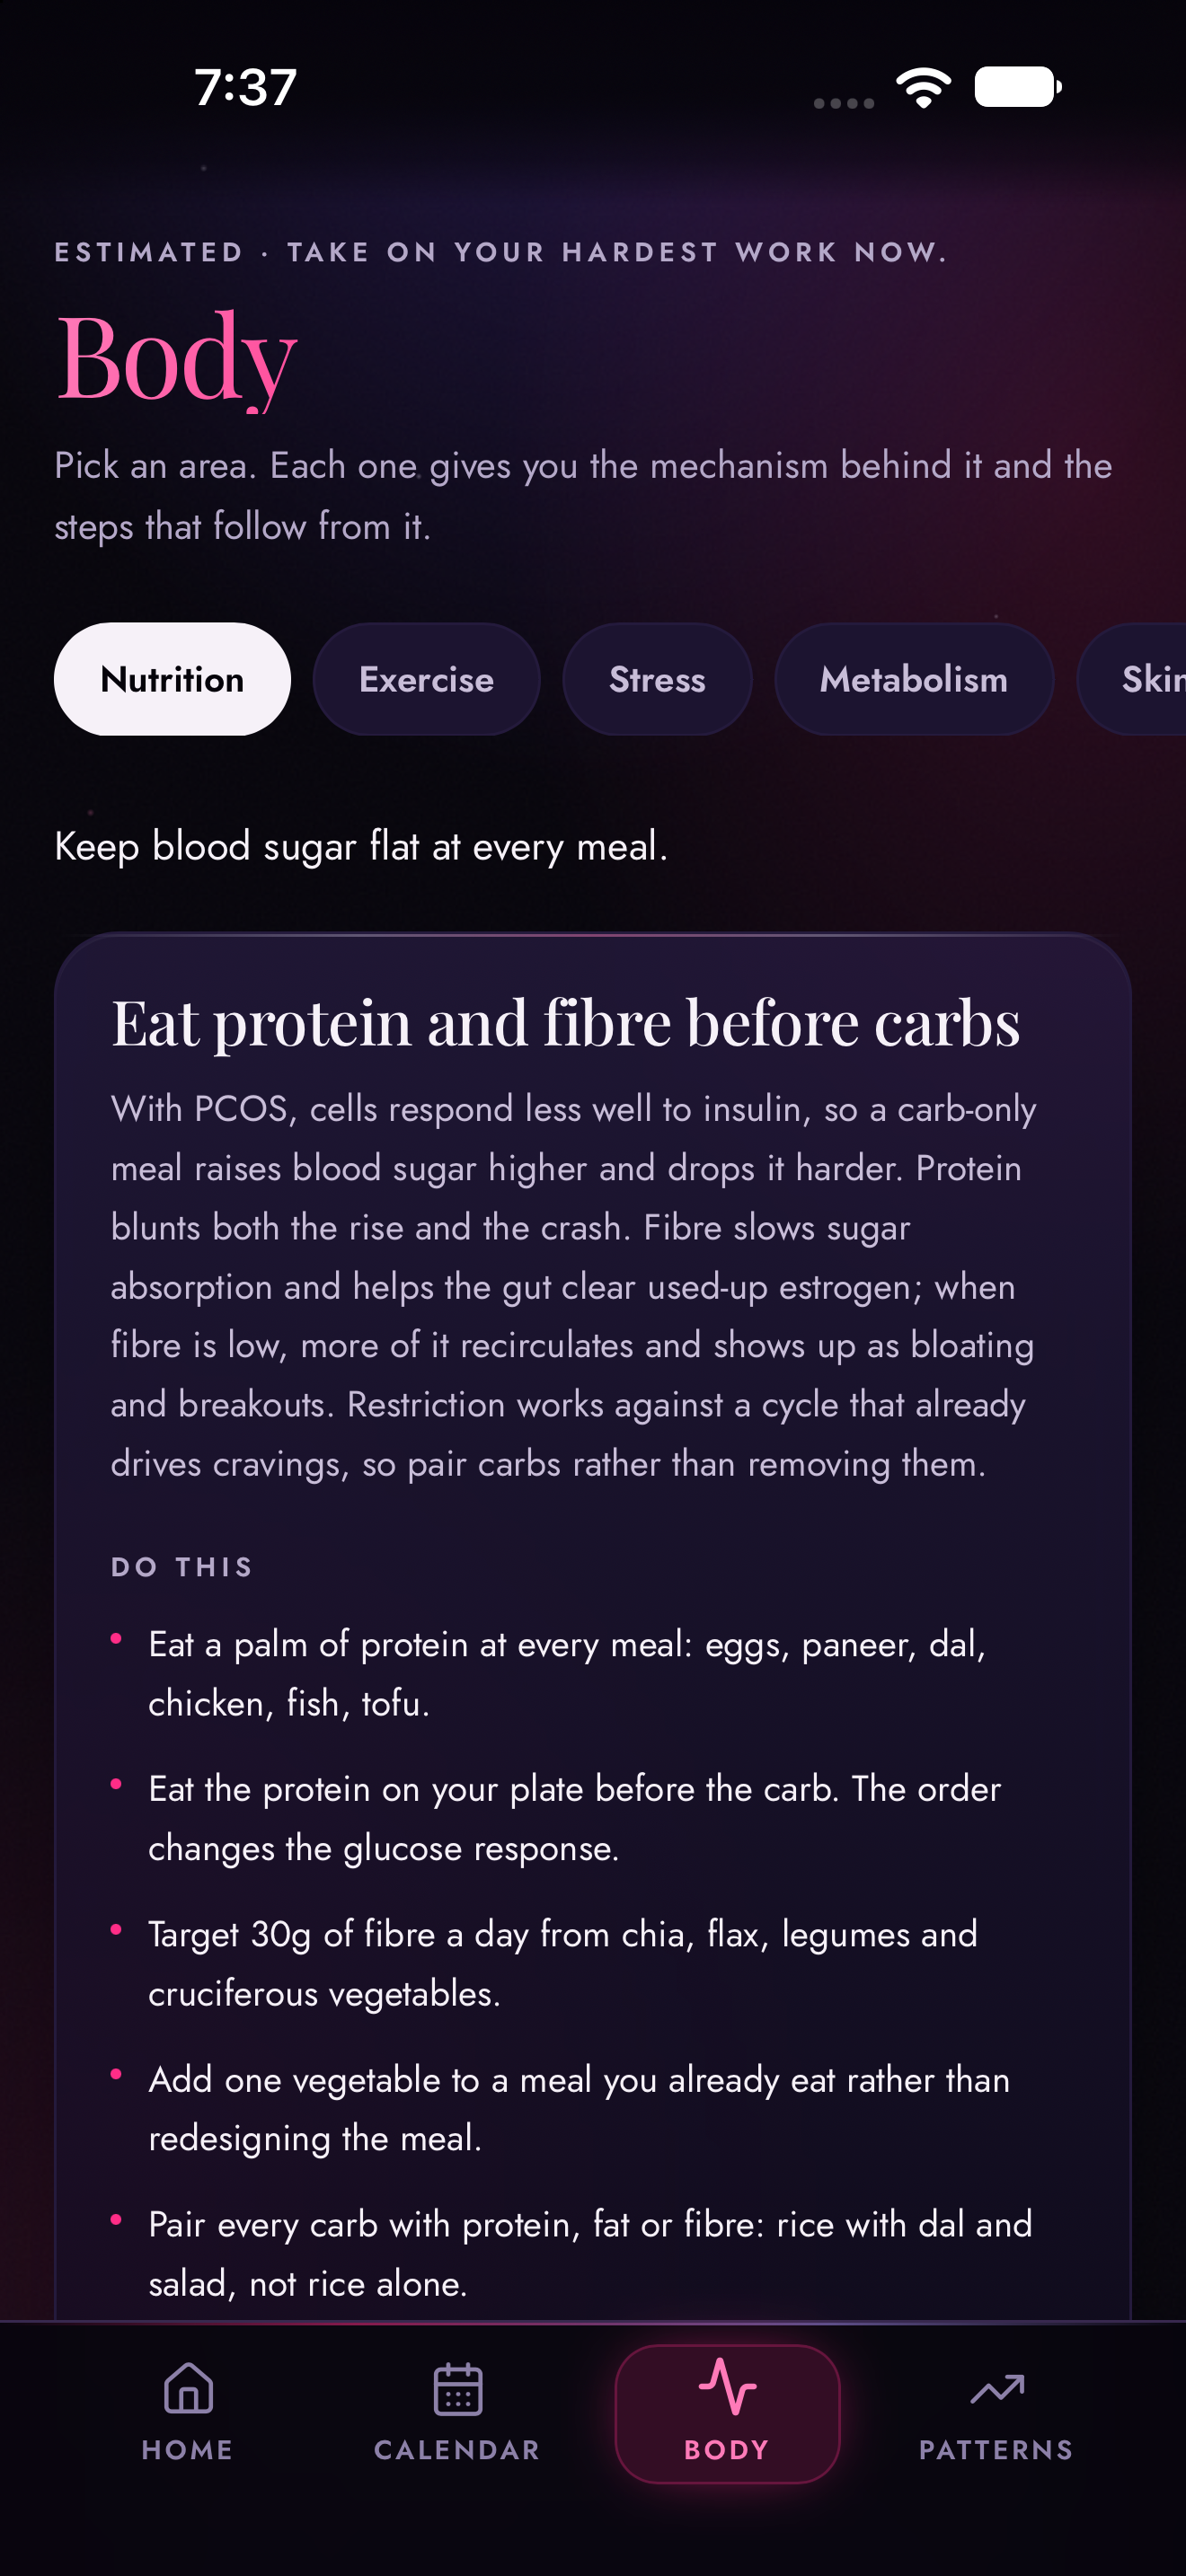 7:37
ESTIMATED · TAKE ON YOUR HARDEST WORK NOW.
Body
Pick an area. Each one gives you the mechanism behind it and the
steps that follow from it.
Nutrition Exercise Stress Metabolism Skin
Keep blood sugar flat at every meal.
Eat protein and fibre before carbs
With PCOS, cells respond less well to insulin, so a carb-only
meal raises blood sugar higher and drops it harder. Protein
blunts both the rise and the crash. Fibre slows sugar
absorption and helps the gut clear used-up estrogen; when
fibre is low, more of it recirculates and shows up as bloating
and breakouts. Restriction works against a cycle that already
drives cravings, so pair carbs rather than removing them.
DO THIS
• Eat a palm of protein at every meal: eggs, paneer, dal,
chicken, fish, tofu.
• Eat the protein on your plate before the carb. The order
changes the glucose response.
• Target 30g of fibre a day from chia, flax, legumes and
cruciferous vegetables.
• Add one vegetable to a meal you already eat rather than
redesigning the meal.
• Pair every carb with protein, fat or fibre: rice with dal and
salad, not rice alone.
HOME CALENDAR BODY PATTERNS